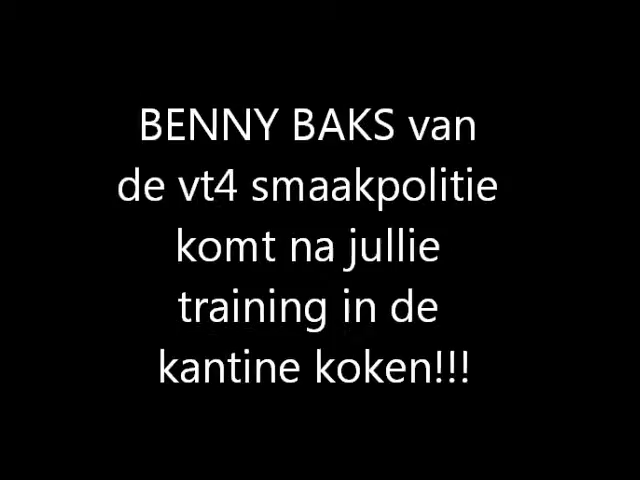 BENNY BAKS van
de vt4 smaakpolitie
komt na jullie
training in de
kantine koken!!!